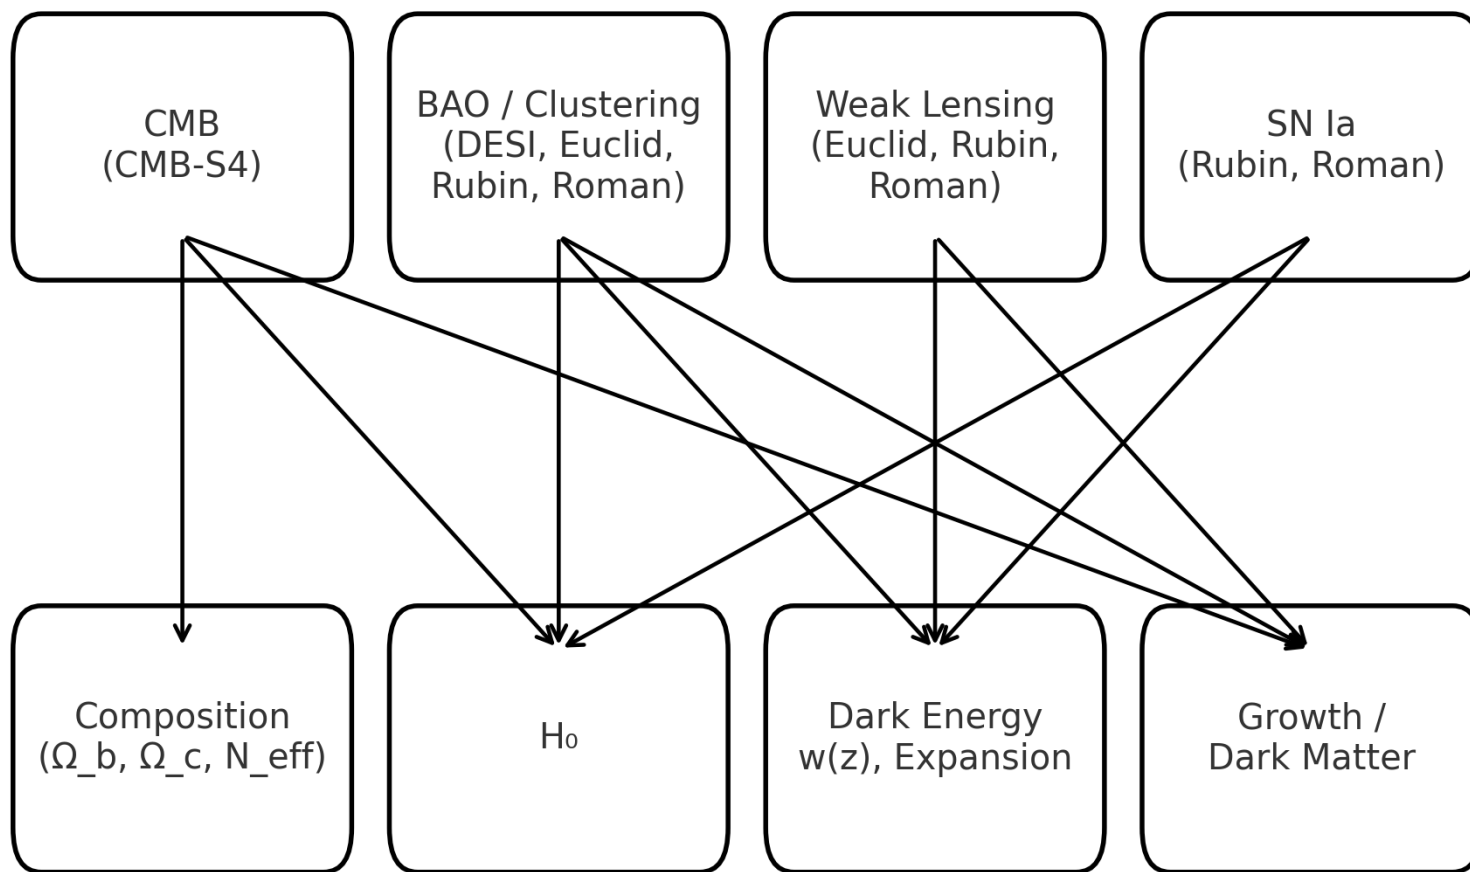 CMB
(CMB-S4)
BAO / Clustering
(DESI, Euclid,
Rubin, Roman)
Weak Lensing
(Euclid, Rubin,
Roman)
SN Ia
(Rubin, Roman)
Composition
(Ω_b, Ω_c, N_eff)
H₀
Dark Energy
w(z), Expansion
Growth /
Dark Matter